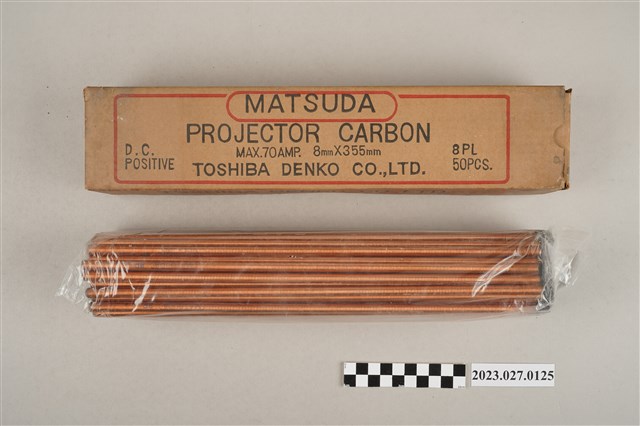 MATSUDA
PROJECTOR CARBON
D.C. POSITIVE
MAX.70AMP. 8mmX355mm
8PL 50PCS.
TOSHIBA DENKO CO.,LTD.
2023.027.0125